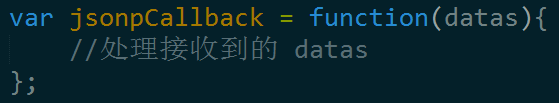 var jsonpCallback = function(datas){
    //处理接收到的 datas
};